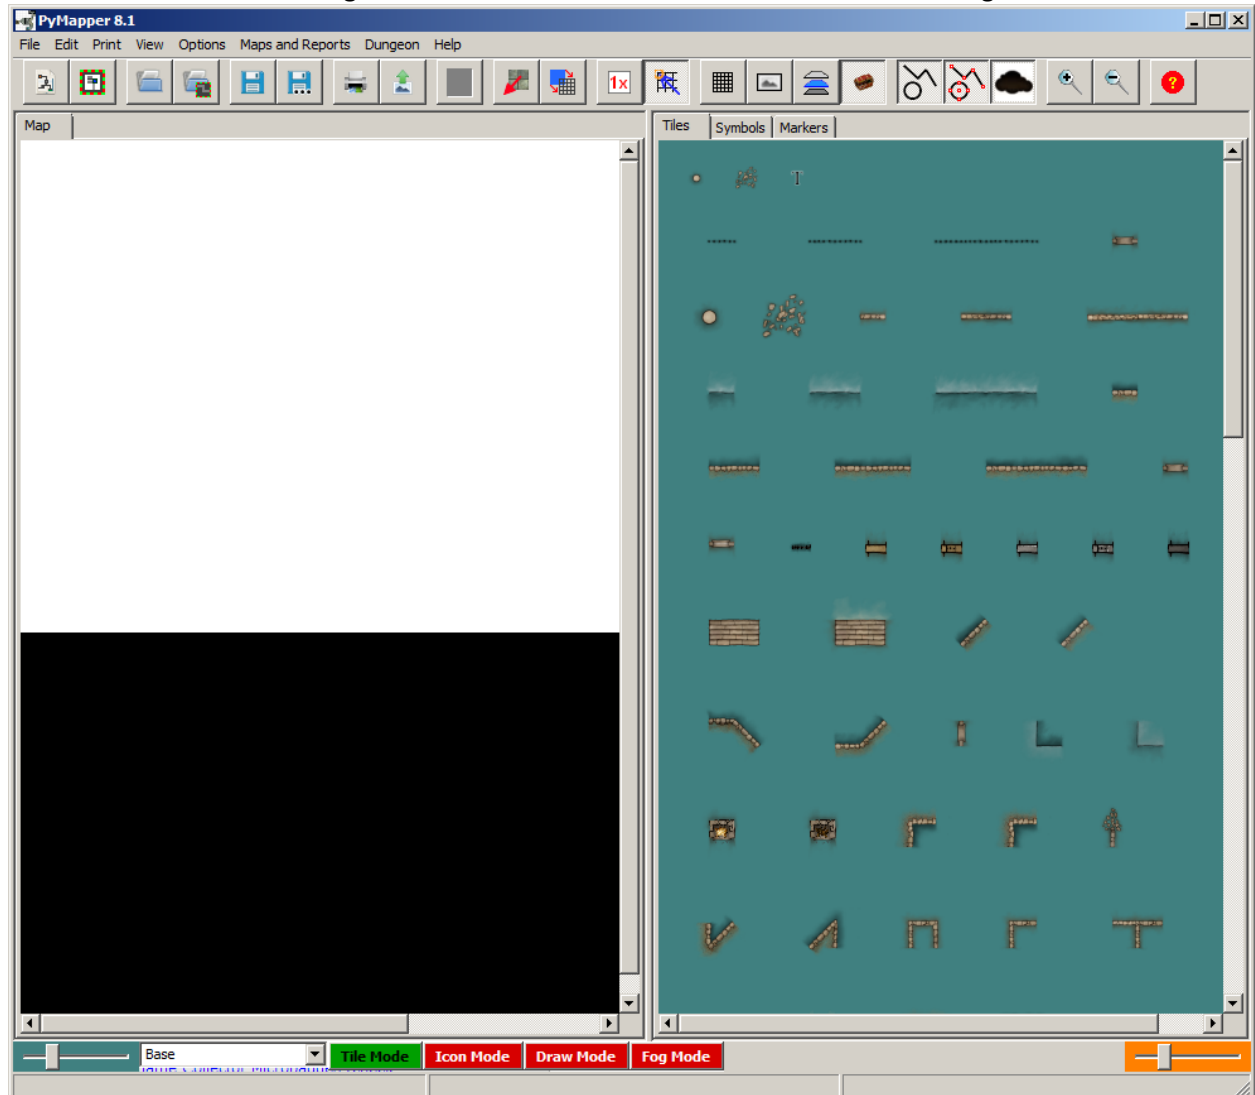 PyMapper 8.1
File Edit Print View Options Maps and Reports Dungeon Help
1x
?
Map
Tiles Symbols Markers
T
Base
Tile Mode Icon Mode Draw Mode Fog Mode